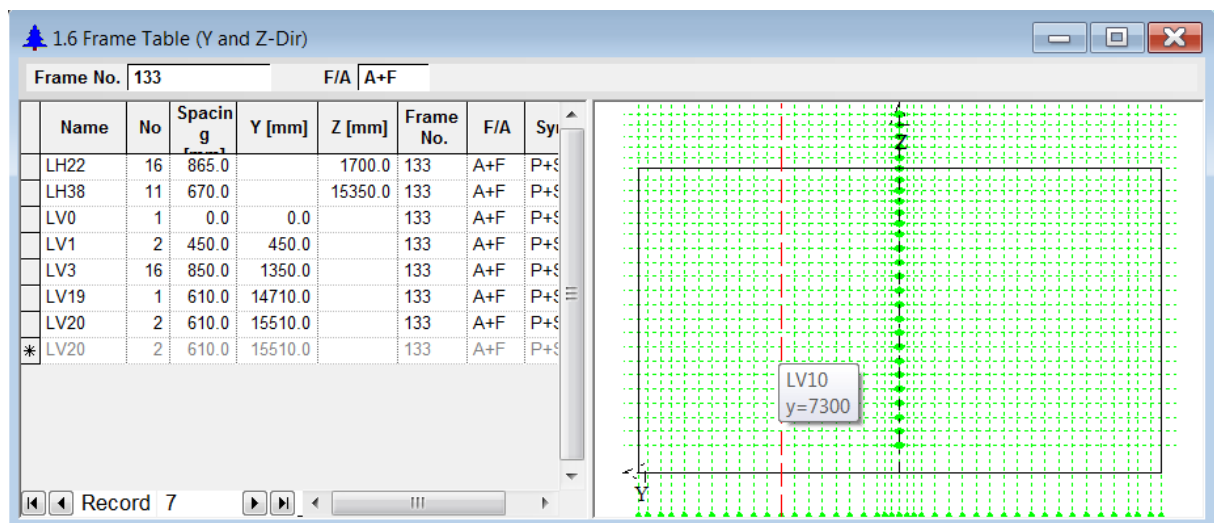 1.6 Frame Table (Y and Z-Dir)
Frame No. 133 F/A A+F
Name No Spacin g Y [mm] Z [mm] Frame No. F/A
LH22 16 865.0 1700.0 133 A+F
LH38 11 670.0 15350.0 133 A+F
LV0 1 0.0 0.0 133 A+F
LV1 2 450.0 450.0 133 A+F
LV3 16 850.0 1350.0 133 A+F
LV19 1 610.0 14710.0 133 A+F
LV20 2 610.0 15510.0 133 A+F
LV20 2 610.0 15510.0 133 A+F
Record 7
Z
LV10
y=7300
Y